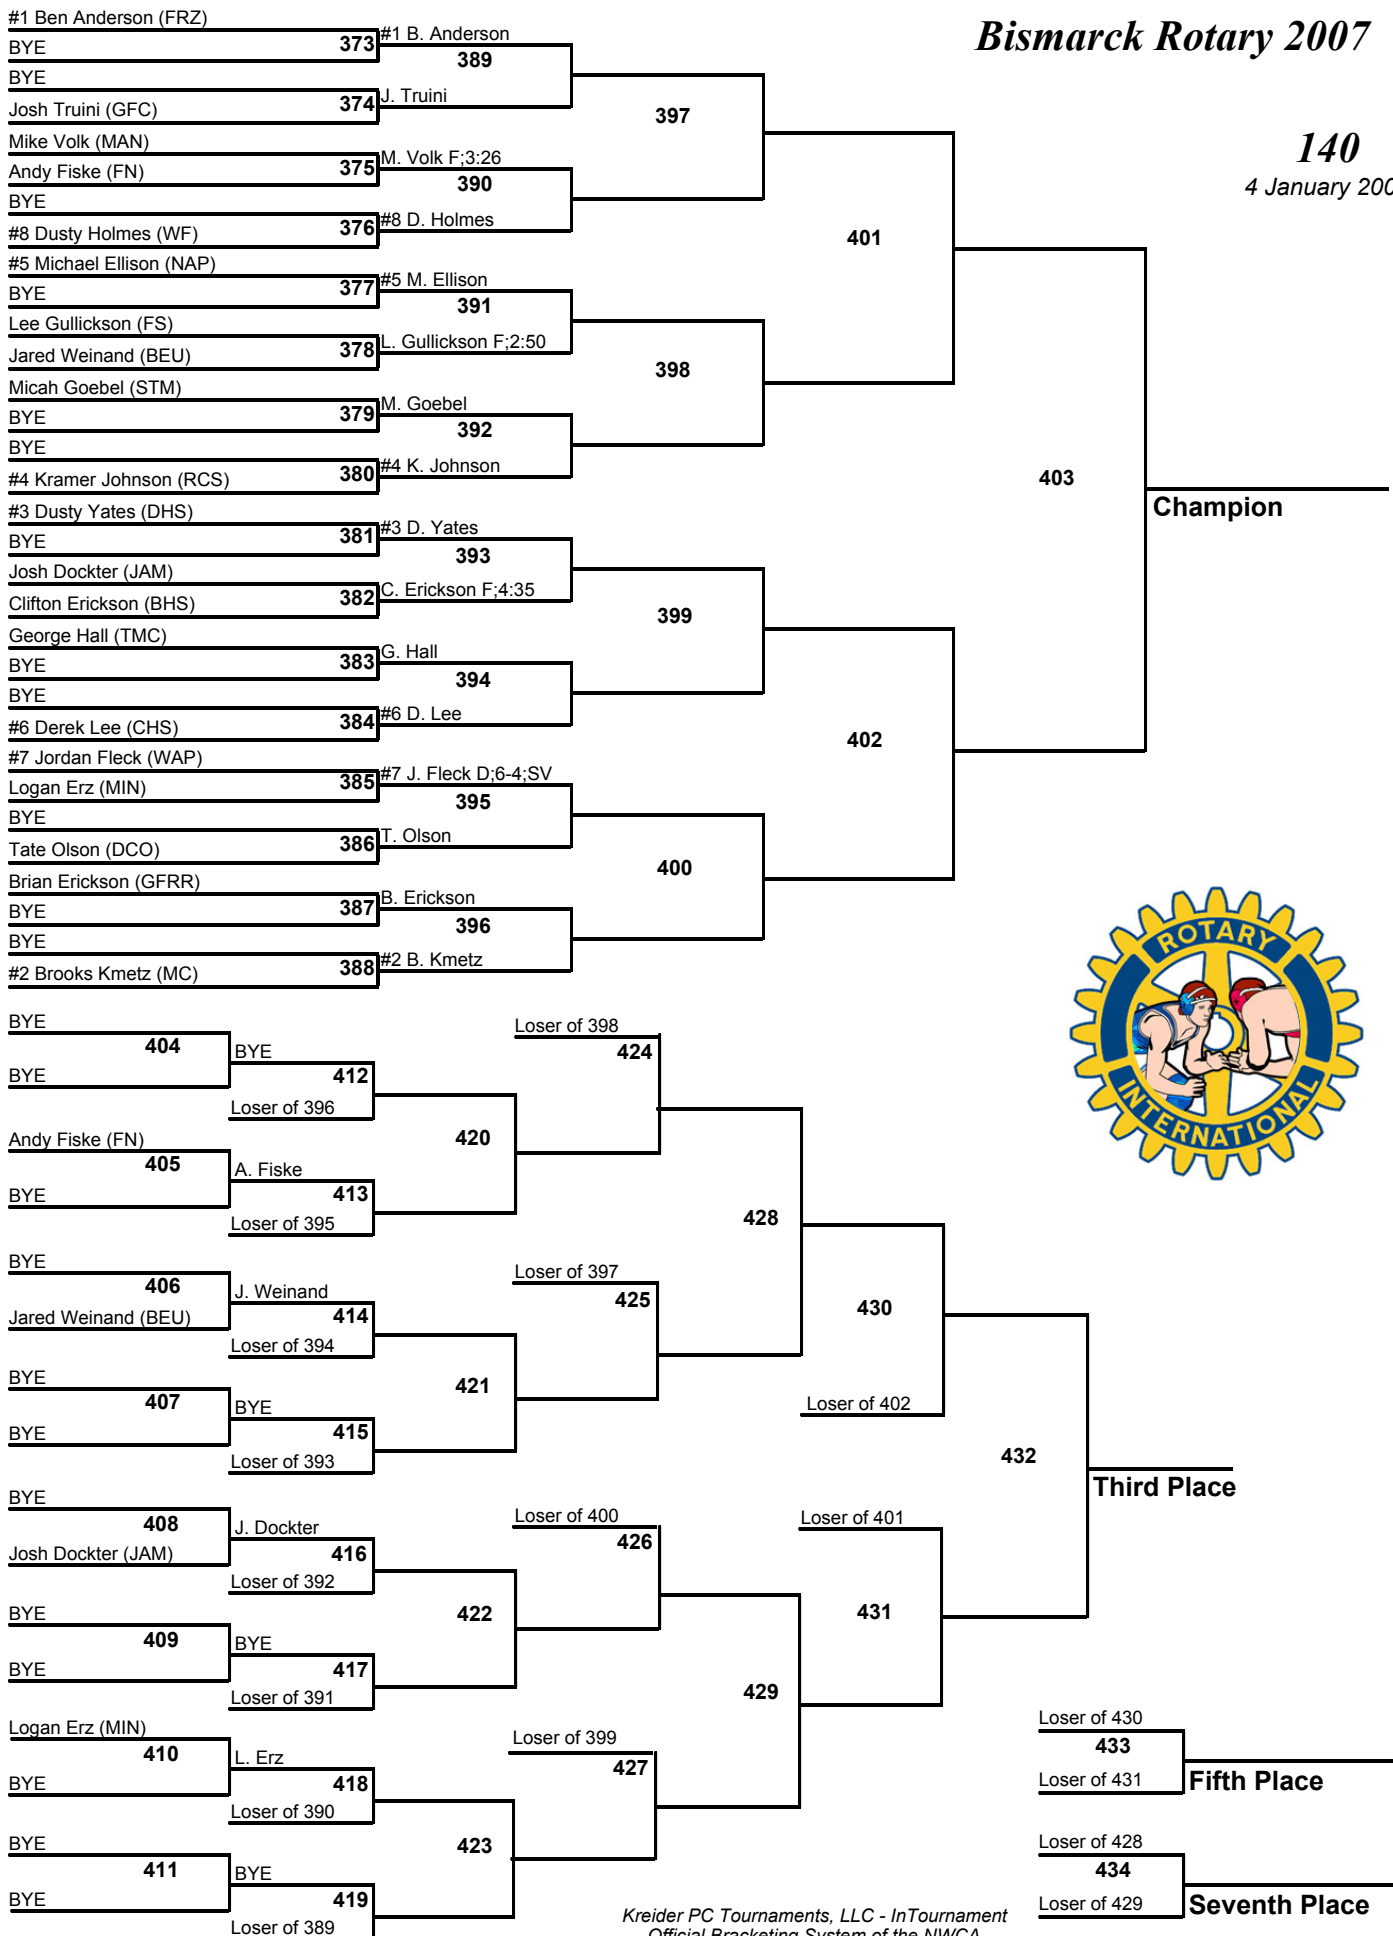 #1 Ben Anderson (FRZ)
BYE
373
BYE
Josh Truini (GFC)
374
Mike Volk (MAN)
Andy Fiske (FN)
375
BYE
#8 Dusty Holmes (WF)
376
#5 Michael Ellison (NAP)
BYE
377
Lee Gullickson (FS)
Jared Weinand (BEU)
378
Micah Goebel (STM)
BYE
379
BYE
#4 Kramer Johnson (RCS)
380
#3 Dusty Yates (DHS)
BYE
381
Josh Dockter (JAM)
Clifton Erickson (BHS)
382
George Hall (TMC)
BYE
383
BYE
#6 Derek Lee (CHS)
384
#7 Jordan Fleck (WAP)
Logan Erz (MIN)
385
BYE
Tate Olson (DCO)
386
Brian Erickson (GFRR)
BYE
387
BYE
#2 Brooks Kmetz (MC)
388
#1 B. Anderson
389
J. Truini
M. Volk F;3:26
390
#8 D. Holmes
#5 M. Ellison
391
L. Gullickson F;2:50
M. Goebel
392
#4 K. Johnson
#3 D. Yates
393
C. Erickson F;4:35
G. Hall
394
#6 D. Lee
#7 J. Fleck D;6-4;SV
395
T. Olson
B. Erickson
396
#2 B. Kmetz
397
398
399
400
401
402
403
Champion
Bismarck Rotary 2007
140
4 January 200
ROTARY
INTERNATIONAL
BYE
404
BYE
Andy Fiske (FN)
405
BYE
BYE
406
Jared Weinand (BEU)
BYE
407
BYE
BYE
408
Josh Dockter (JAM)
BYE
409
BYE
Logan Erz (MIN)
410
BYE
BYE
411
BYE
BYE
412
Loser of 396
A. Fiske
413
Loser of 395
J. Weinand
414
Loser of 394
BYE
415
Loser of 393
J. Dockter
416
Loser of 392
BYE
417
Loser of 391
L. Erz
418
Loser of 390
BYE
419
Loser of 389
420
421
422
423
Loser of 398
424
Loser of 397
425
Loser of 400
426
Loser of 399
427
428
429
430
Loser of 402
Loser of 401
431
432
Third Place
Loser of 430
433
Loser of 431
Fifth Place
Loser of 428
434
Loser of 429
Seventh Place
Kreider PC Tournaments, LLC - InTournament
Official Bracketing System of the NWCA